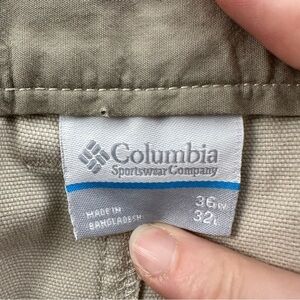 Columbia
Sportswear Company
36W
32L
MADE IN
BANGLADESH